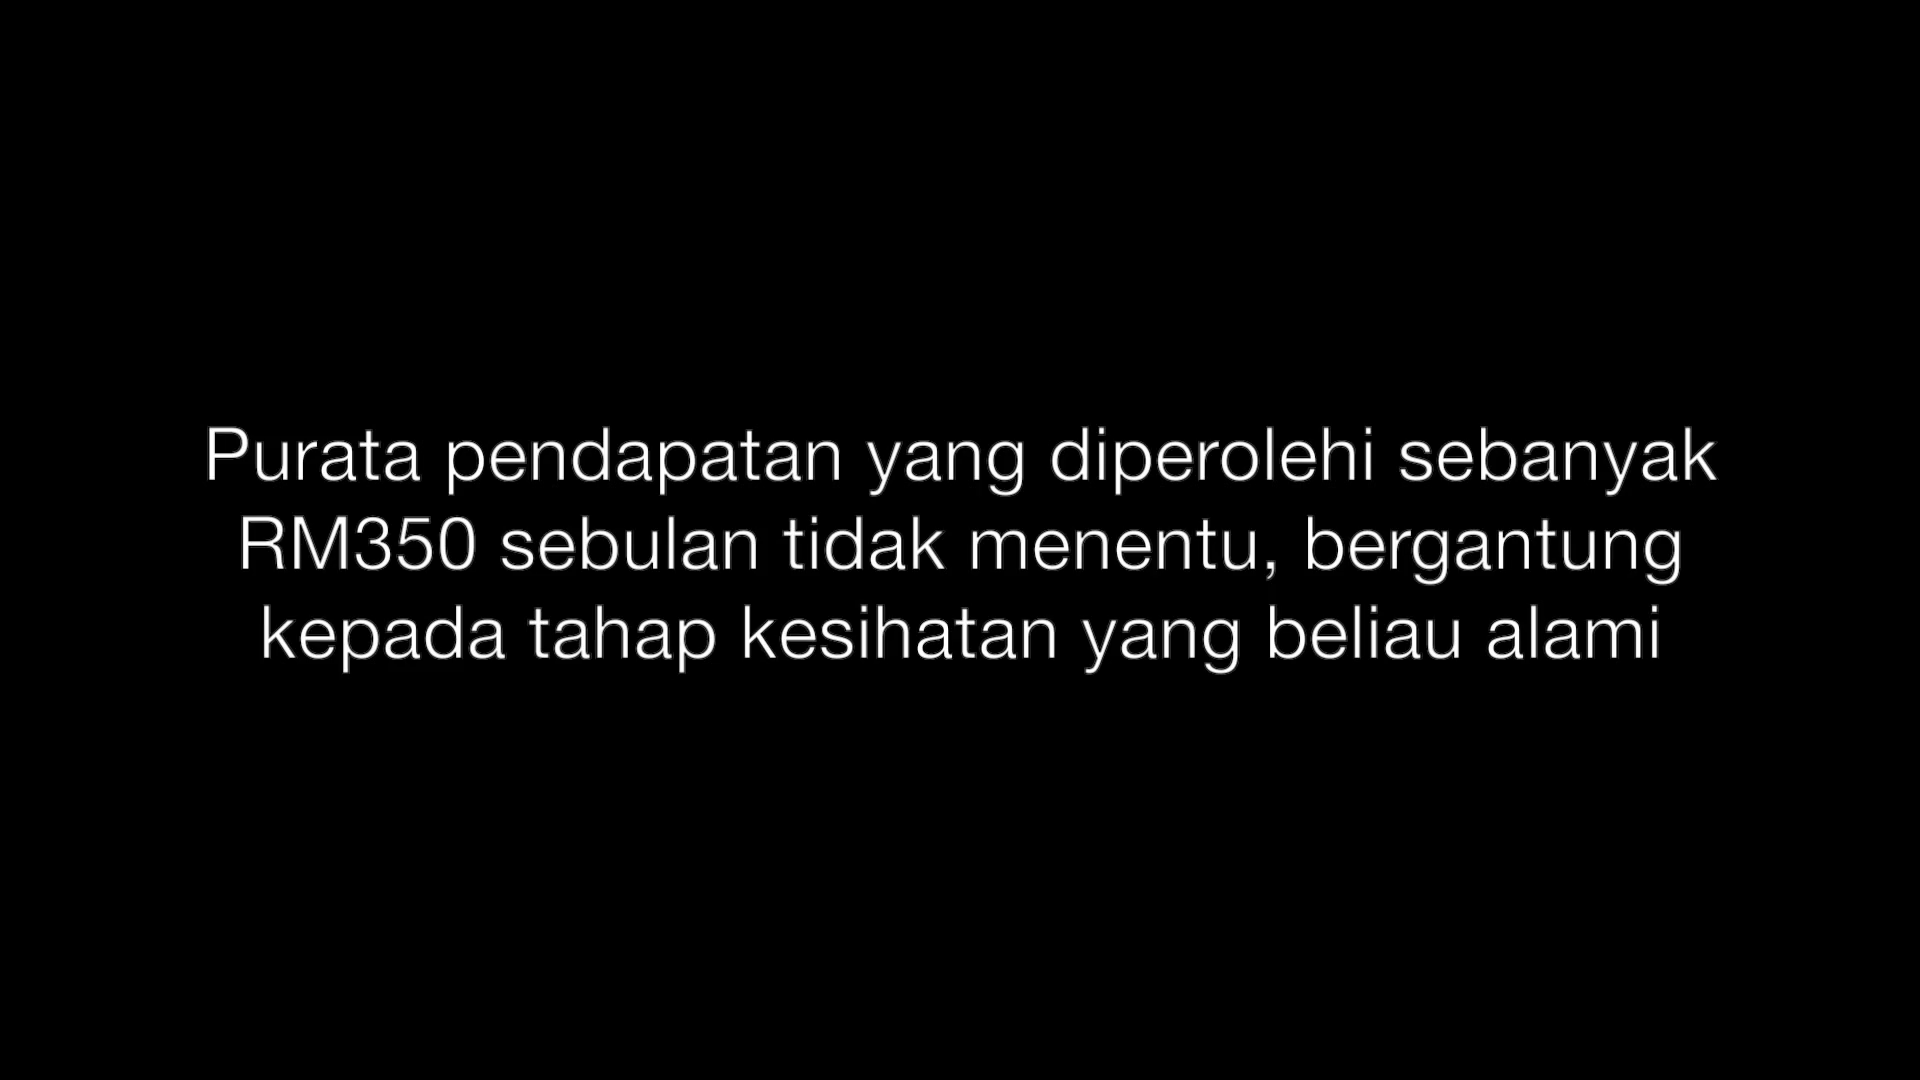 Purata pendapatan yang diperolehi sebanyak
RM350 sebulan tidak menentu, bergantung
kepada tahap kesihatan yang beliau alami